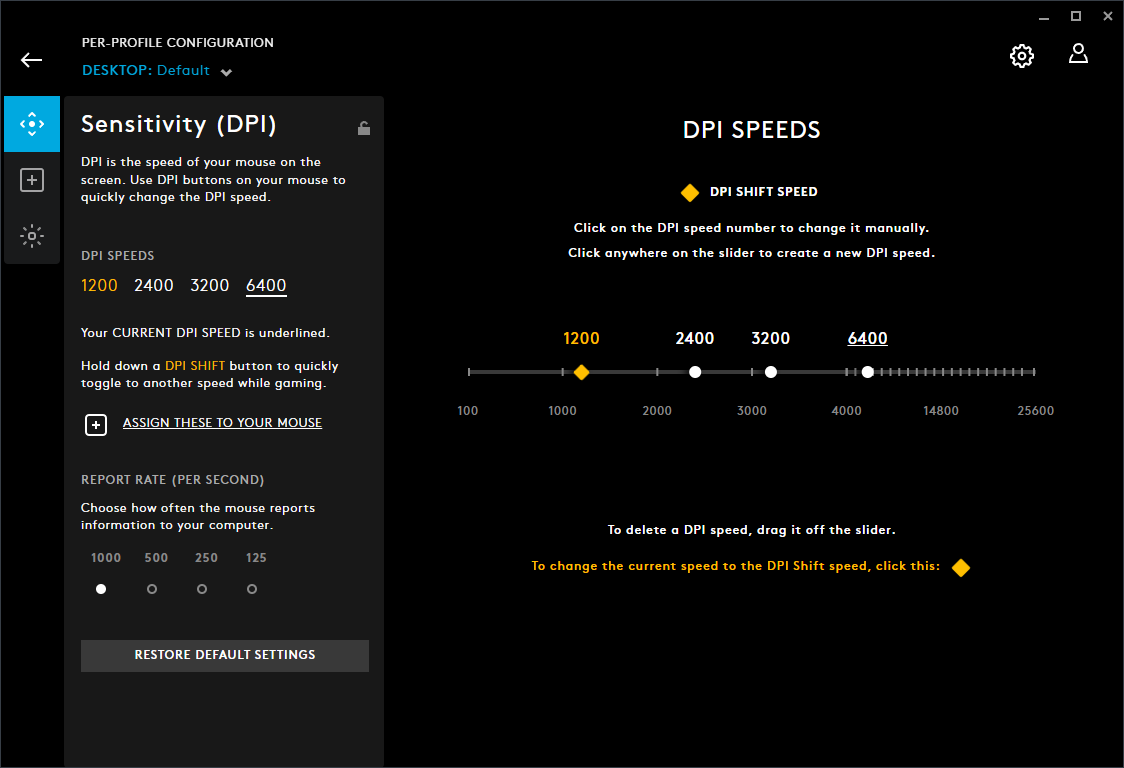 PER-PROFILE CONFIGURATION
DESKTOP: Default
Sensitivity (DPI)
DPI is the speed of your mouse on the
screen. Use DPI buttons on your mouse to
quickly change the DPI speed.
DPI SPEEDS
1200 2400 3200 6400
Your CURRENT DPI SPEED is underlined.
Hold down a DPI SHIFT button to quickly
toggle to another speed while gaming.
ASSIGN THESE TO YOUR MOUSE
REPORT RATE (PER SECOND)
Choose how often the mouse reports
information to your computer.
1000 500 250 125
RESTORE DEFAULT SETTINGS
DPI SPEEDS
DPI SHIFT SPEED
Click on the DPI speed number to change it manually.
Click anywhere on the slider to create a new DPI speed.
1200 2400 3200 6400
100 1000 2000 3000 4000 14800 25600
To delete a DPI speed, drag it off the slider.
To change the current speed to the DPI Shift speed, click this: